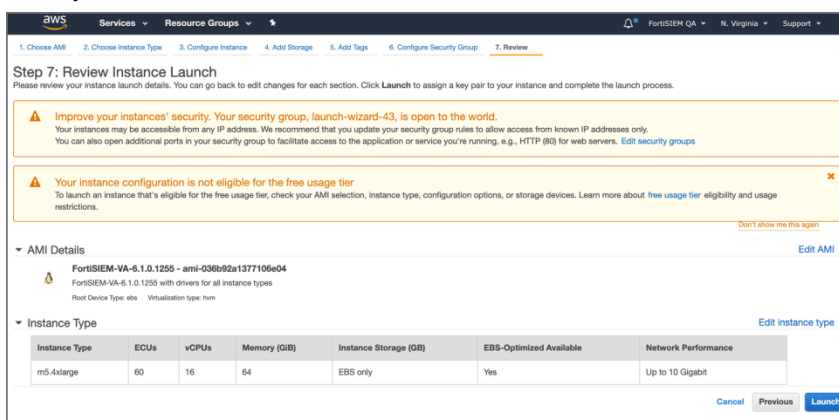 aws Services Resource Groups FortiSIEM QA N. Virginia Support
1. Choose AMI 2. Choose Instance Type 3. Configure Instance 4. Add Storage 5. Add Tags 6. Configure Security Group 7. Review
Step 7: Review Instance Launch
Please review your instance launch details. You can go back to edit changes for each section. Click Launch to assign a key pair to your instance and complete the launch process.
Improve your instances' security. Your security group, launch-wizard-43, is open to the world.
Your instances may be accessible from any IP address. We recommend that you update your security group rules to allow access from known IP addresses only.
You can also open additional ports in your security group to facilitate access to the application or service you're running, e.g., HTTP (80) for web servers. Edit security groups
Your instance configuration is not eligible for the free usage tier
To launch an instance that's eligible for the free usage tier, check your AMI selection, instance type, configuration options, or storage devices. Learn more about free usage tier eligibility and usage
restrictions.
Don't show me this again
AMI Details Edit AMI
FortiSIEM-VA-6.1.0.1255 - ami-036b92a1377106e04
FortiSIEM-VA-6.1.0.1255 with drivers for all instance types
Root Device Type: ebs Virtualization type: hvm
Instance Type Edit instance type
Instance Type ECUs vCPUs Memory (GiB) Instance Storage (GB) EBS-Optimized Available Network Performance
m5.4xlarge 60 16 64 EBS only Yes Up to 10 Gigabit
Cancel Previous Launch